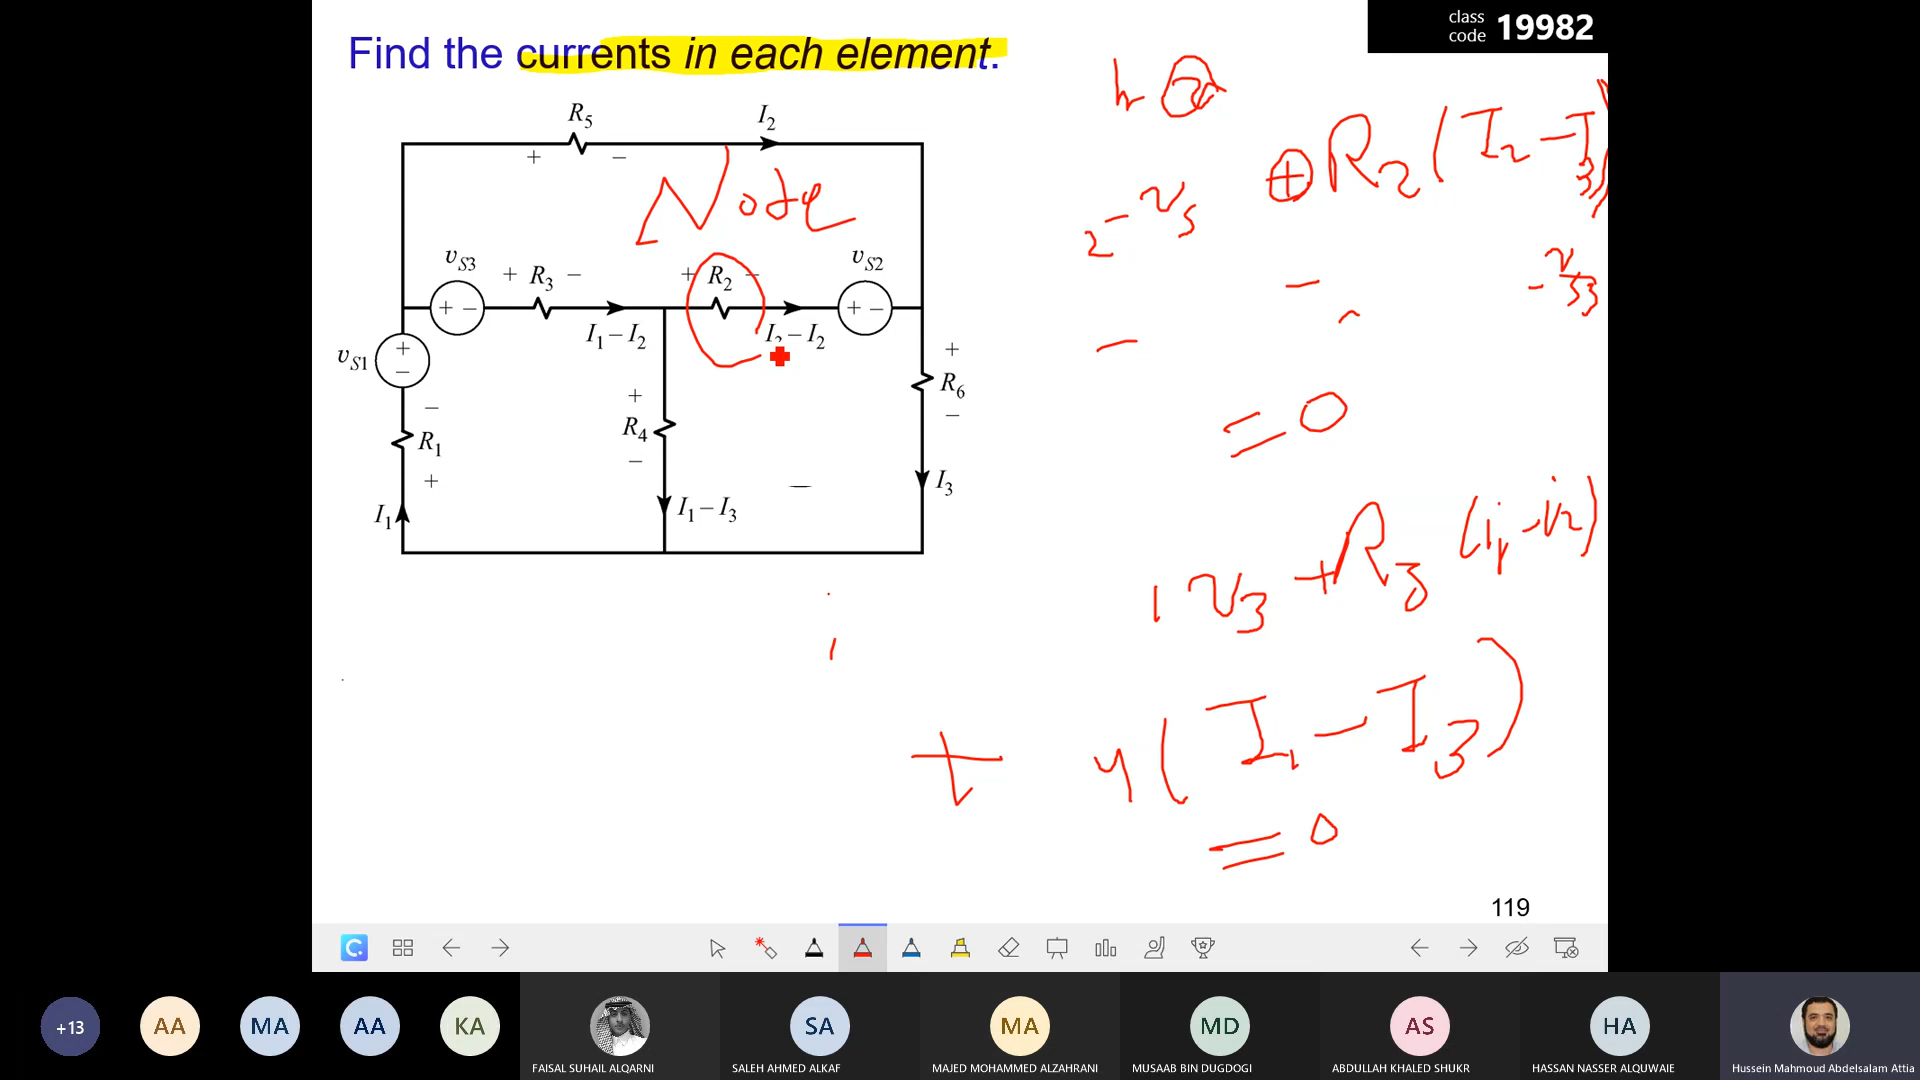 class code 19982
Find the currents in each element.
R5
I2
+ −
Node
vS3
+ R3 −
+ R2 −
vS2
+ −
+ −
I1 − I2
I3 − I2
vS1
+
−
+
R4
−
+
R6
−
−
R1
+
I1
I1 − I3
I3
−
⊕ R2 (I2 − I3)
= 0
v3 + R3 (i1 − i2)
+ 4 (I1 − I3)
= 0
119
+13
AA
MA
AA
KA
FAISAL SUHAIL ALQARNI
SA
SALEH AHMED ALKAF
MA
MAJED MOHAMMED ALZAHRANI
MD
MUSAAB BIN DUGDOGI
AS
ABDULLAH KHALED SHUKR
HA
HASSAN NASSER ALQUWAIE
Hussein Mahmoud Abdelsalam Attia